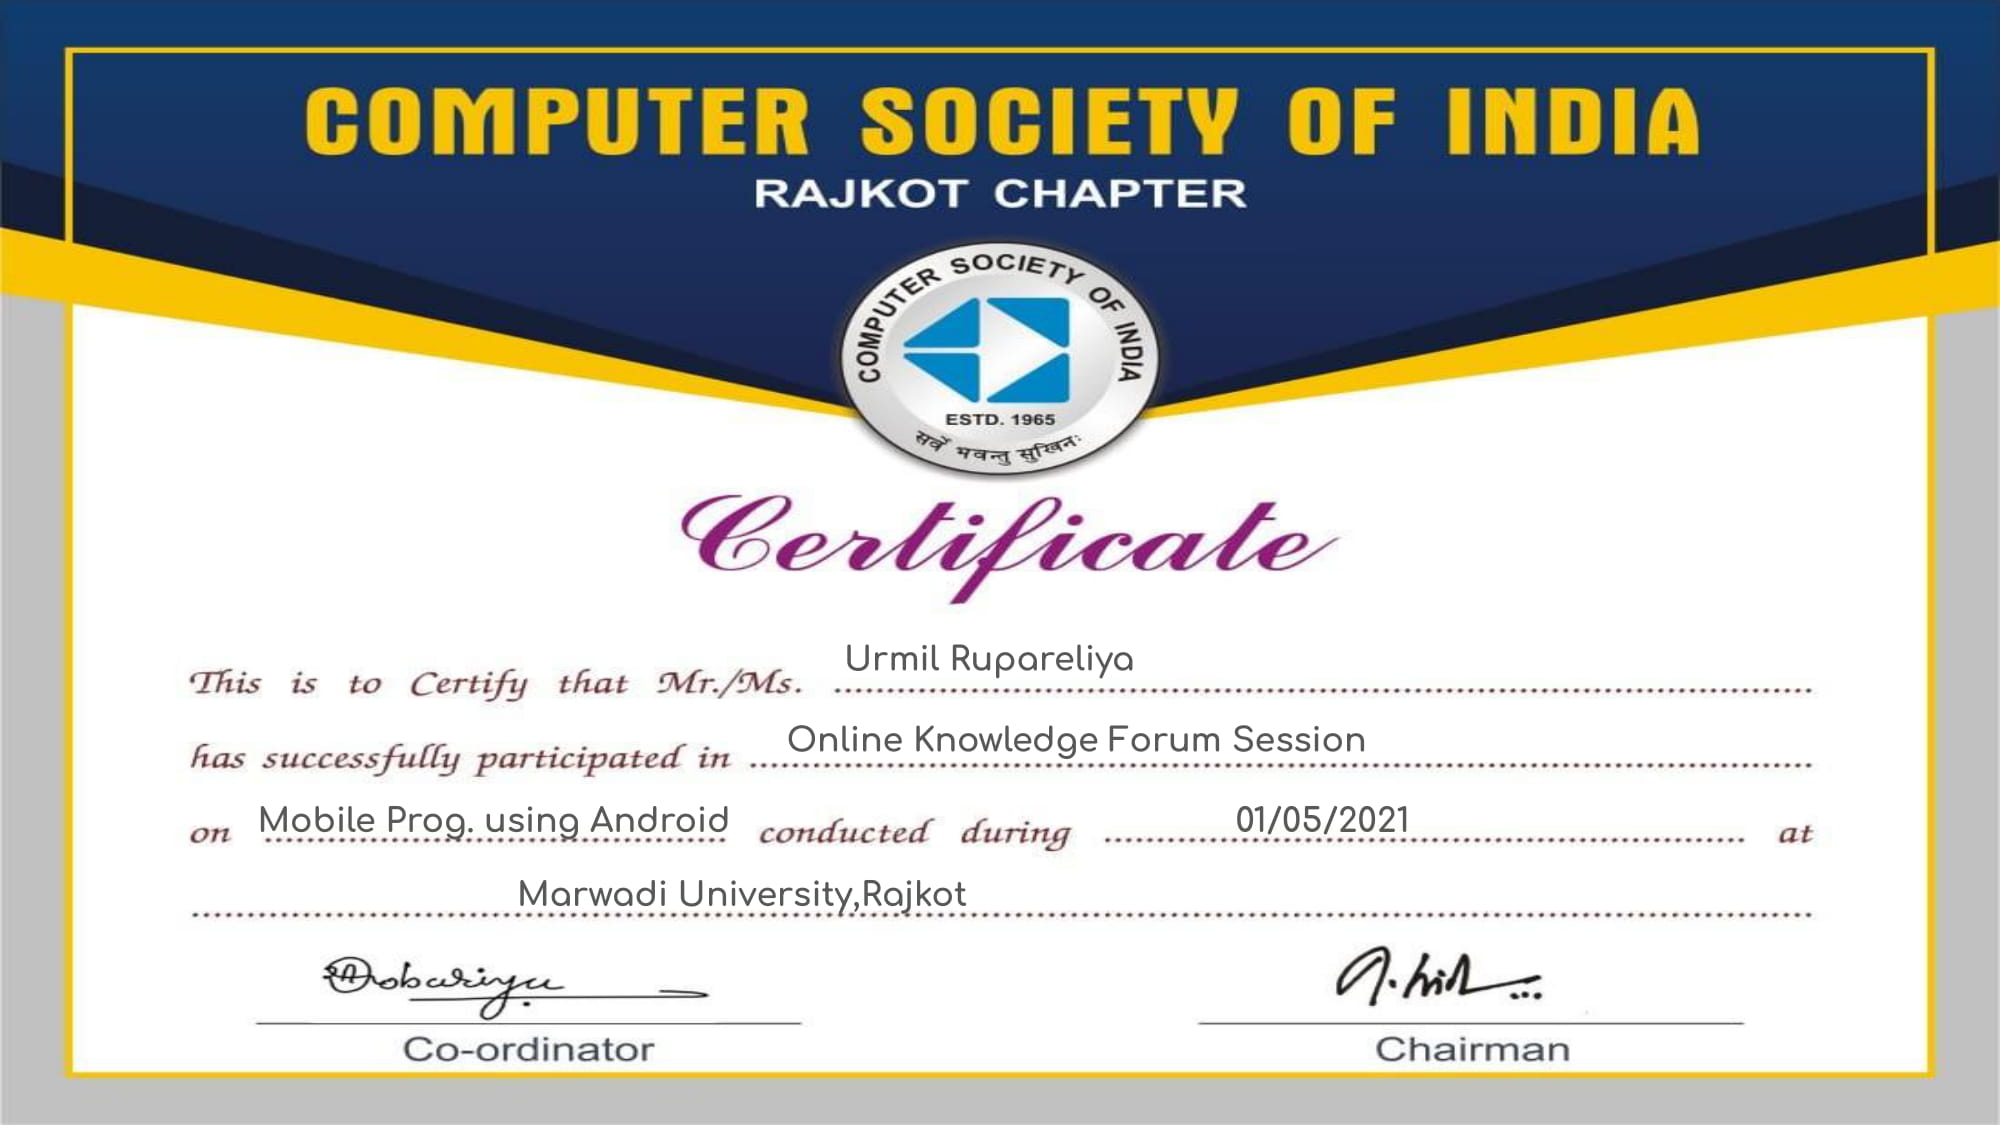 COMPUTER SOCIETY OF INDIA
RAJKOT CHAPTER
COMPUTER SOCIETY OF INDIA
ESTD. 1965
सर्वे भवन्तु सुखिनः
Certificate
This is to Certify that Mr./Ms. Urmil Rupareliya
has successfully participated in Online Knowledge Forum Session
on Mobile Prog. using Android conducted during 01/05/2021 at
Marwadi University,Rajkot
Co-ordinator Chairman